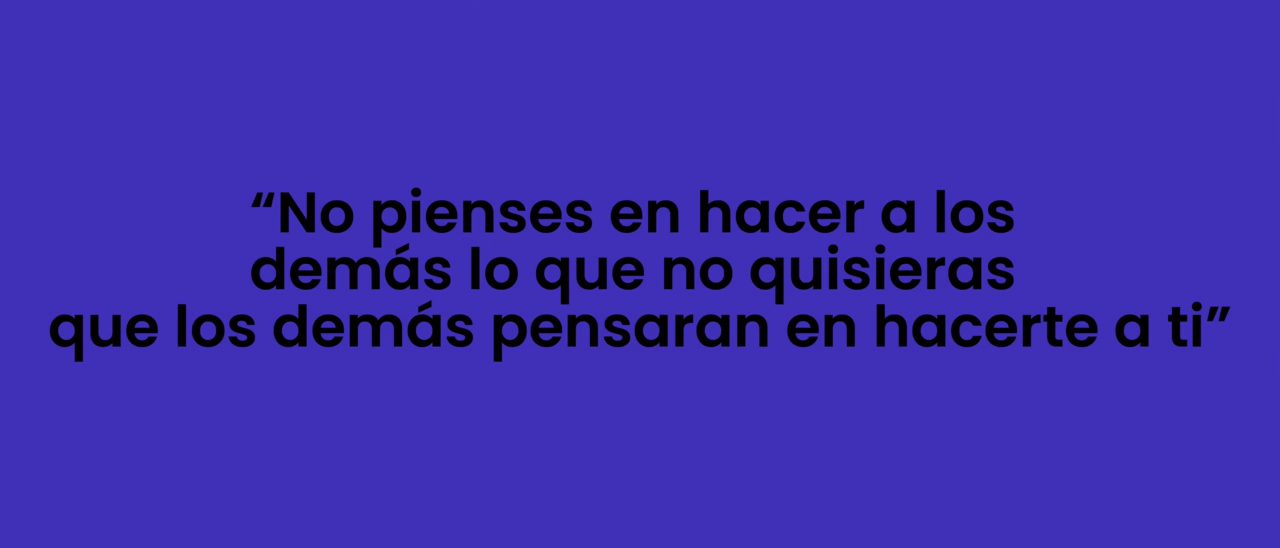 “No pienses en hacer a los
demás lo que no quisieras
que los demás pensaran en hacerte a ti”